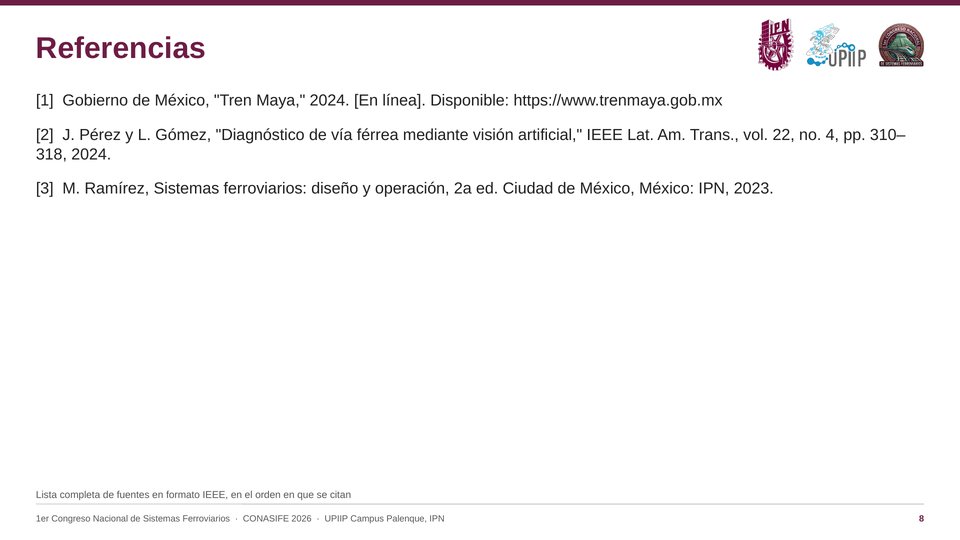 Referencias
IPN
UPIIP
[1] Gobierno de México, "Tren Maya," 2024. [En línea]. Disponible: https://www.trenmaya.gob.mx
[2] J. Pérez y L. Gómez, "Diagnóstico de vía férrea mediante visión artificial," IEEE Lat. Am. Trans., vol. 22, no. 4, pp. 310–
318, 2024.
[3] M. Ramírez, Sistemas ferroviarios: diseño y operación, 2a ed. Ciudad de México, México: IPN, 2023.
Lista completa de fuentes en formato IEEE, en el orden en que se citan
1er Congreso Nacional de Sistemas Ferroviarios · CONASIFE 2026 · UPIIP Campus Palenque, IPN
8